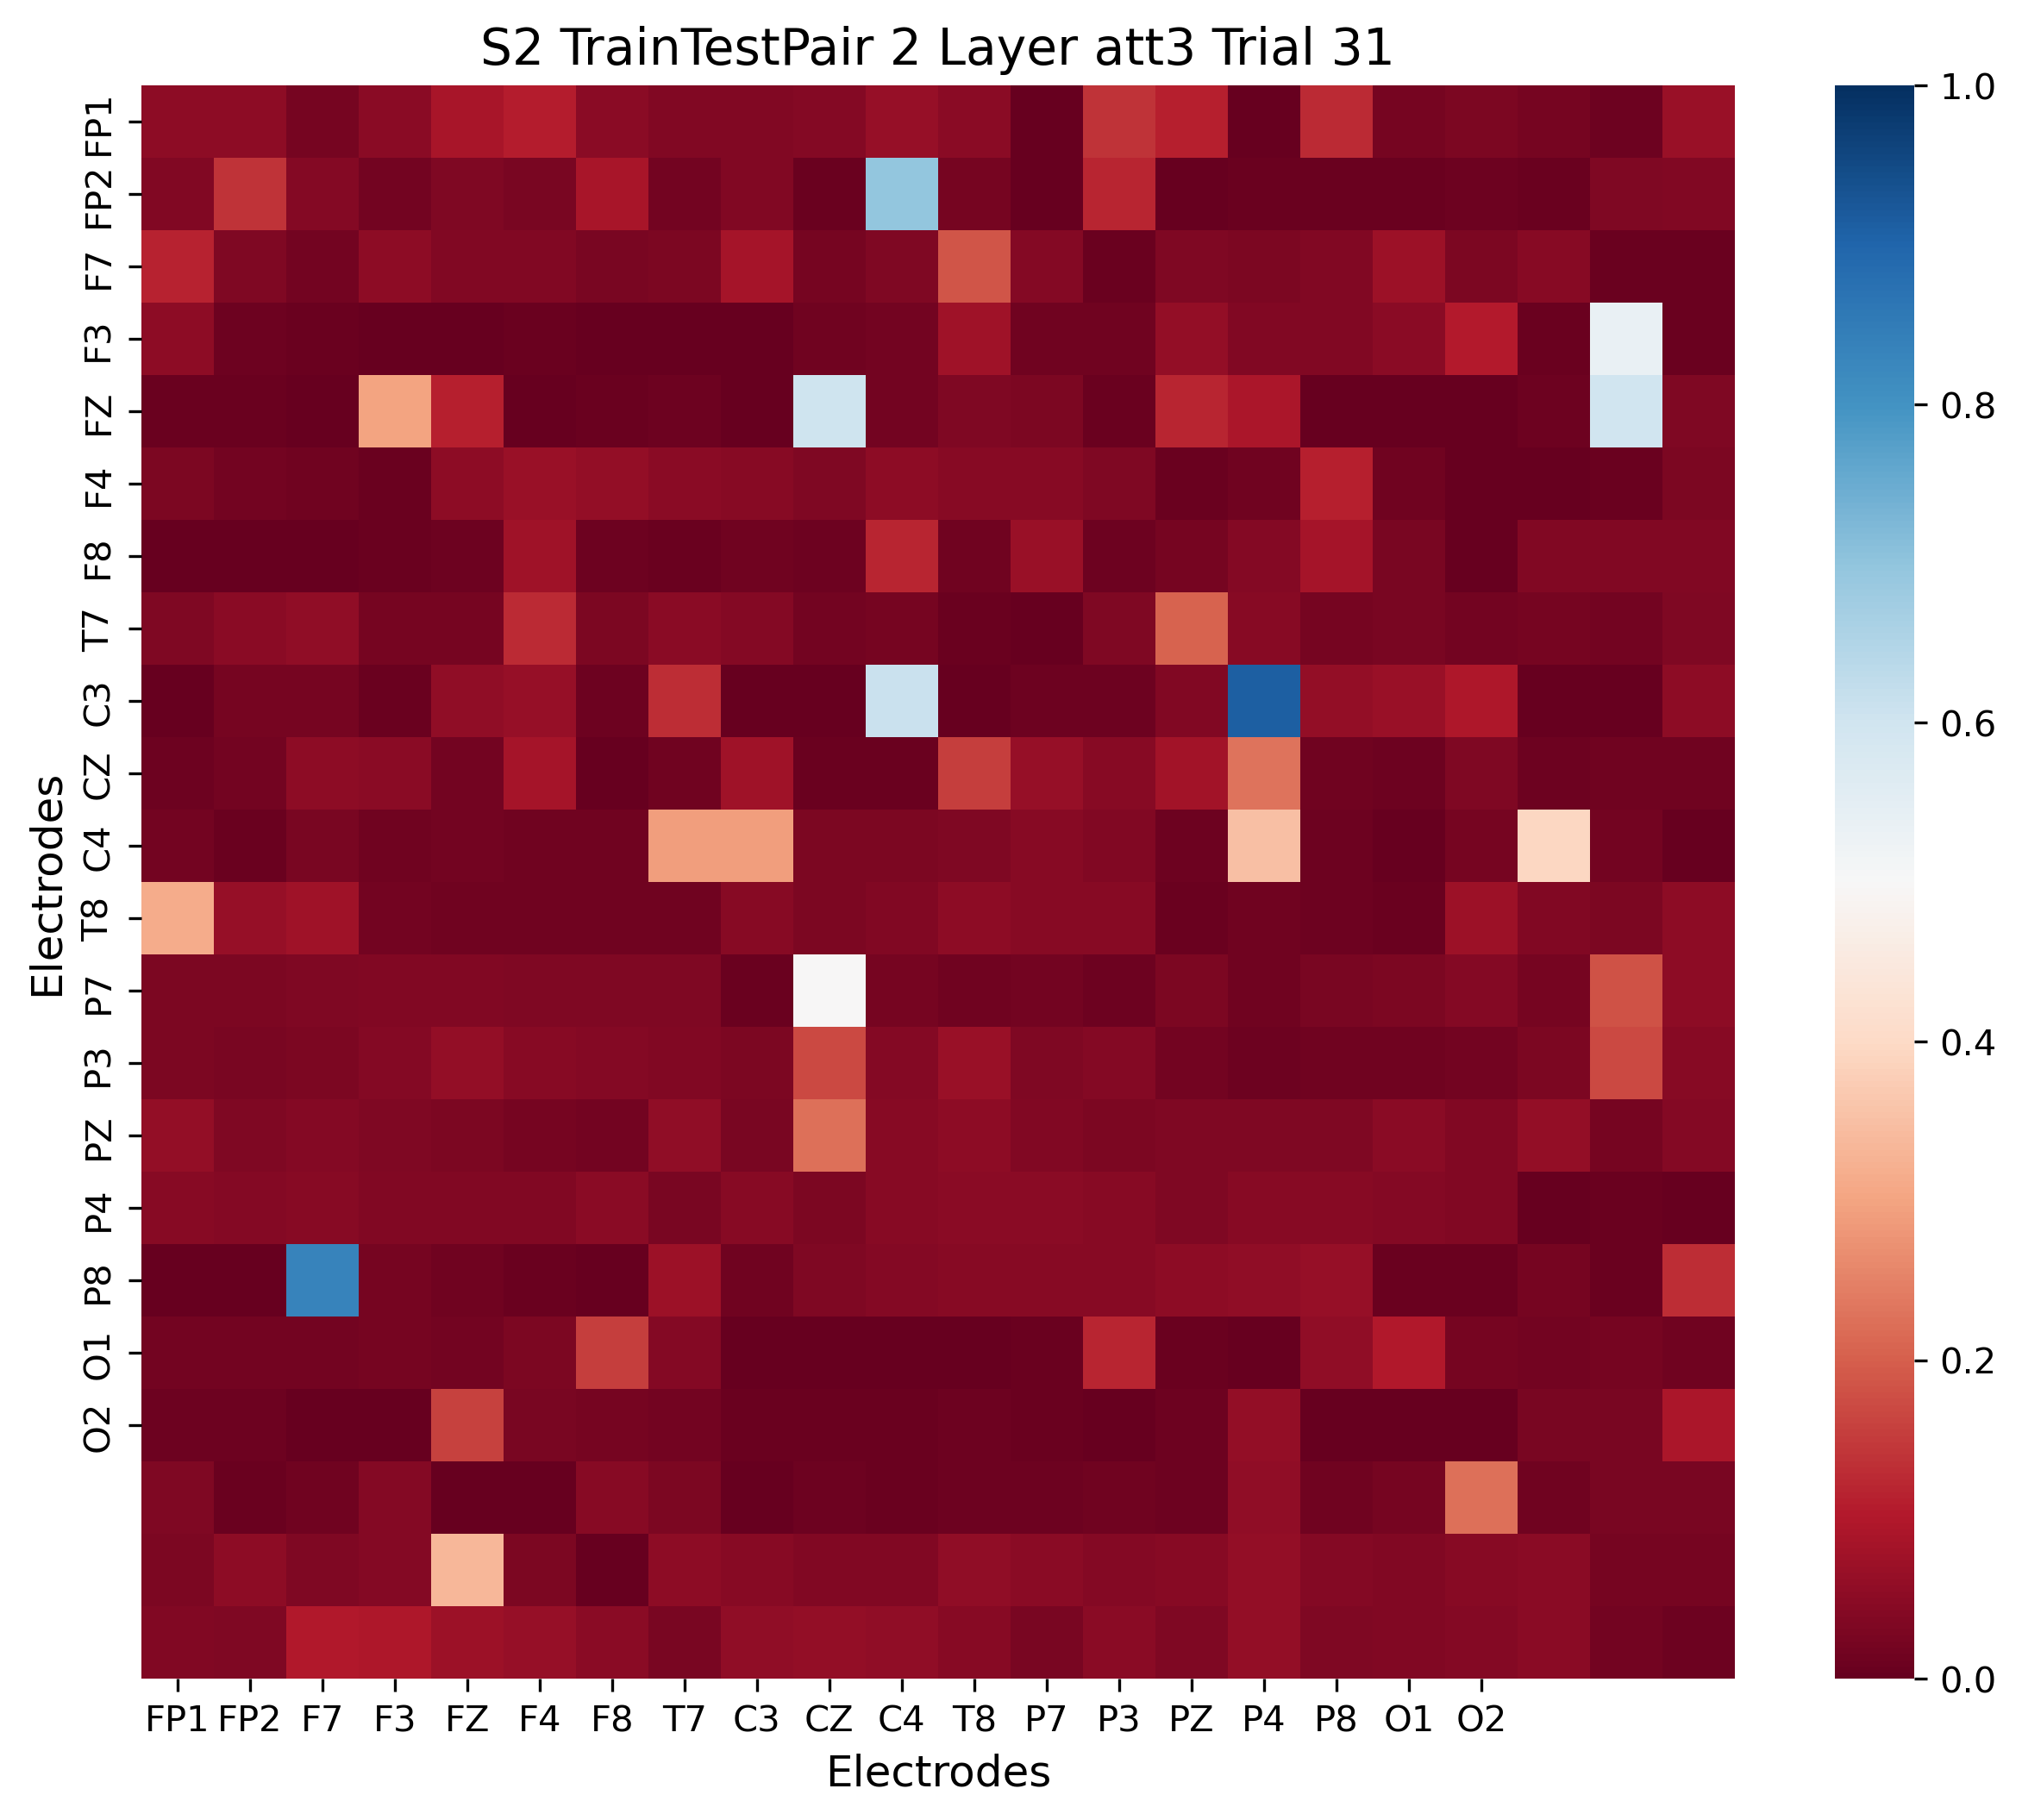 S2 TrainTestPair 2 Layer att3 Trial 31
Electrodes
FP1
FP2
F7
F3
FZ
F4
F8
T7
C3
CZ
C4
T8
P7
P3
PZ
P4
P8
O1
O2
FP1 FP2 F7 F3 FZ F4 F8 T7 C3 CZ C4 T8 P7 P3 PZ P4 P8 O1 O2
Electrodes
1.0
0.8
0.6
0.4
0.2
0.0